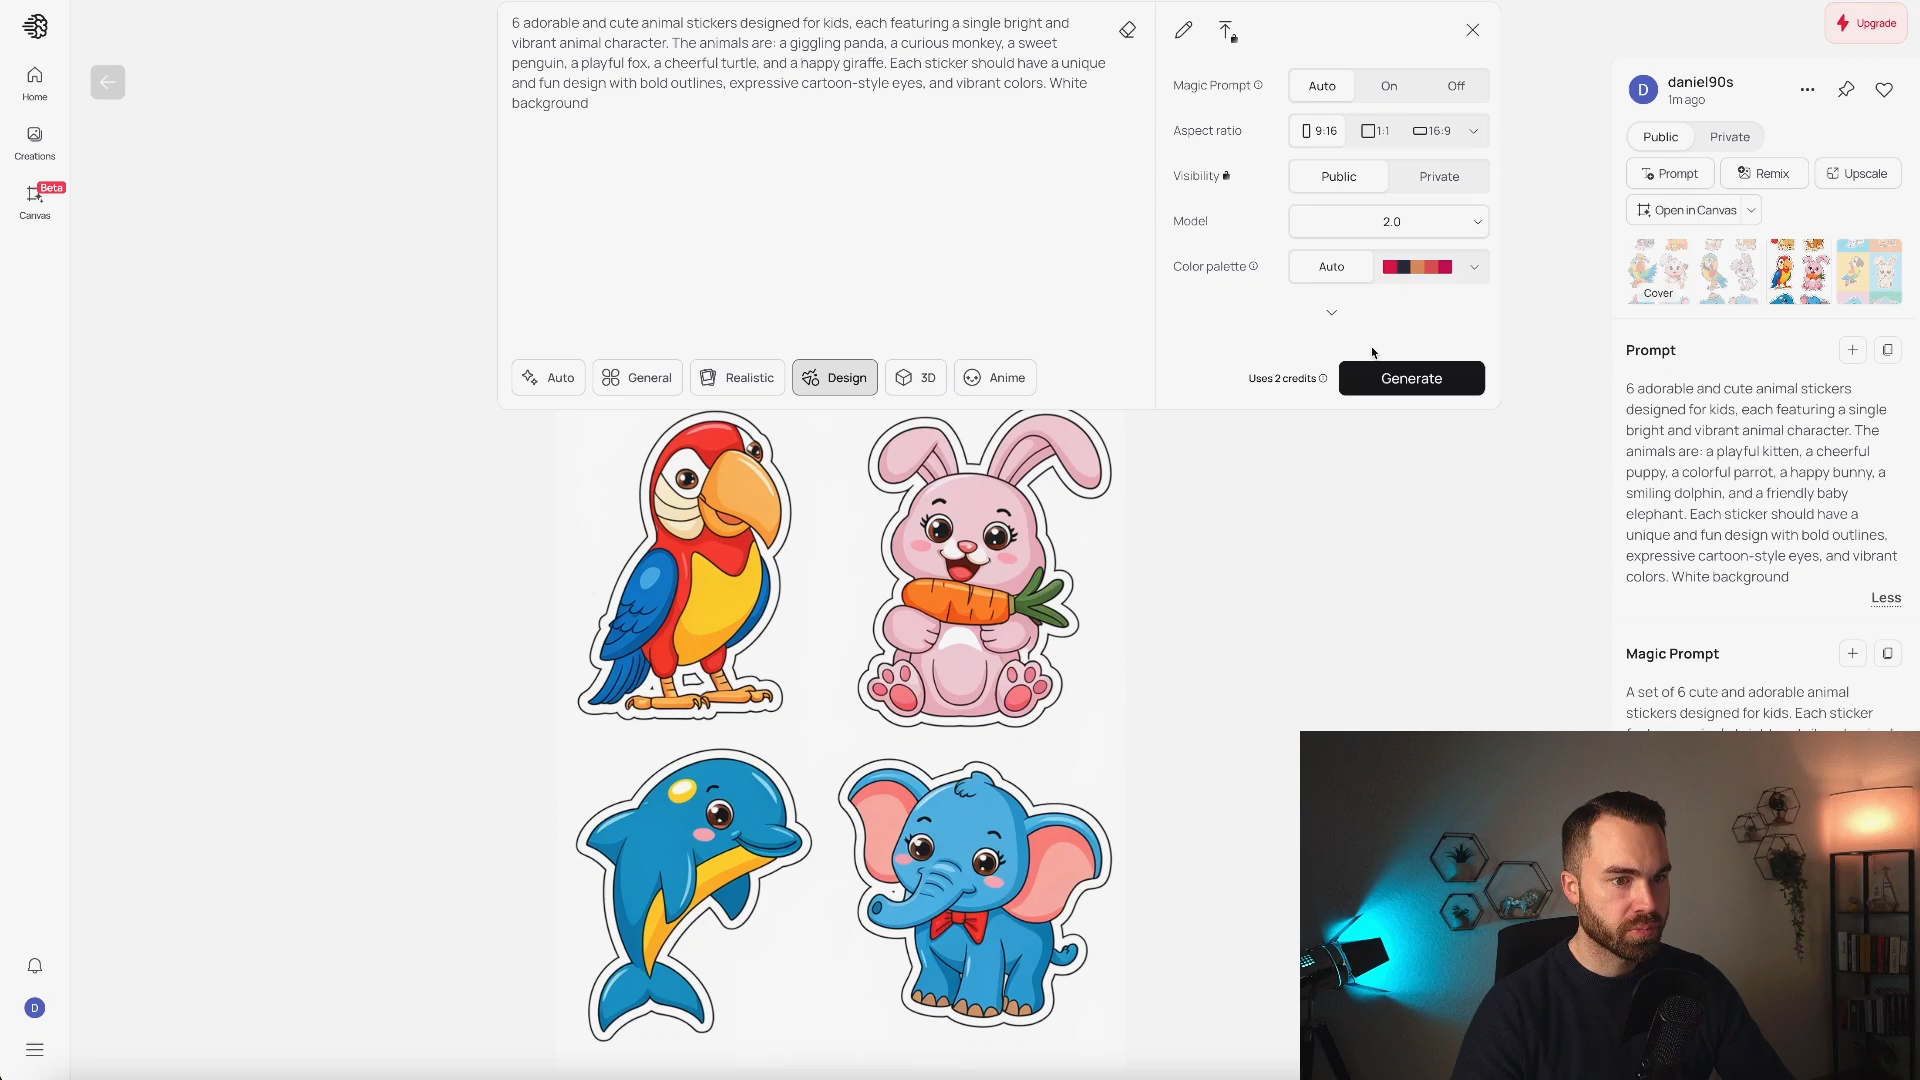 6 adorable and cute animal stickers designed for kids, each featuring a single bright and
vibrant animal character. The animals are: a giggling panda, a curious monkey, a sweet
penguin, a playful fox, a cheerful turtle, and a happy giraffe. Each sticker should have a unique
and fun design with bold outlines, expressive cartoon-style eyes, and vibrant colors. White
background
Auto
General
Realistic
Design
3D
Anime
Magic Prompt
Auto
On
Off
Aspect ratio
9:16
1:1
16:9
Visibility
Public
Private
Model
2.0
Color palette
Auto
Uses 2 credits
Generate
Home
Creations
Beta
Canvas
D
Upgrade
D
daniel90s
1m ago
Public
Private
Prompt
Remix
Upscale
Open in Canvas
Cover
Prompt
6 adorable and cute animal stickers
designed for kids, each featuring a single
bright and vibrant animal character. The
animals are: a playful kitten, a cheerful
puppy, a colorful parrot, a happy bunny, a
smiling dolphin, and a friendly baby
elephant. Each sticker should have a
unique and fun design with bold outlines,
expressive cartoon-style eyes, and vibrant
colors. White background
Less
Magic Prompt
A set of 6 cute and adorable animal
stickers designed for kids. Each sticker